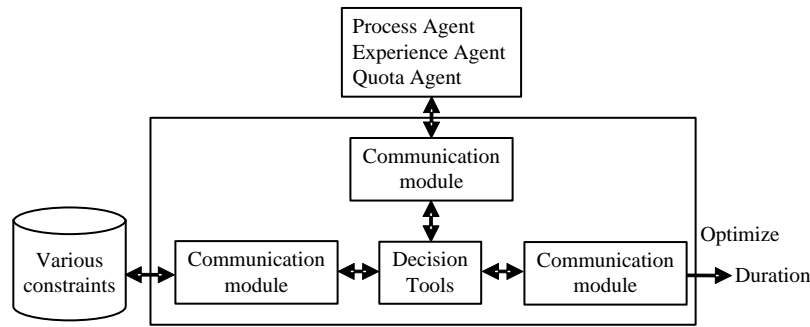 Process Agent
Experience Agent
Quota Agent
Communication
module
Optimize
Various
constraints
Communication
module
Decision
Tools
Communication
module
Duration